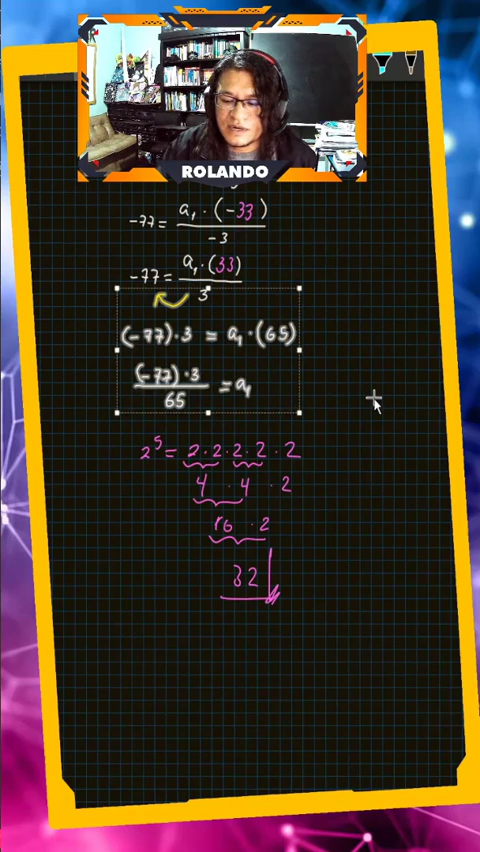 ROLANDO
-77 = a₁ · (-33) / -3
-77 = a₁ · (33) / 3
(-77) · 3 = a₁ · (65)
(-77) · 3 / 65 = a₁
2⁵ = 2 · 2 · 2 · 2 · 2
4 · 4 · 2
16 · 2
32